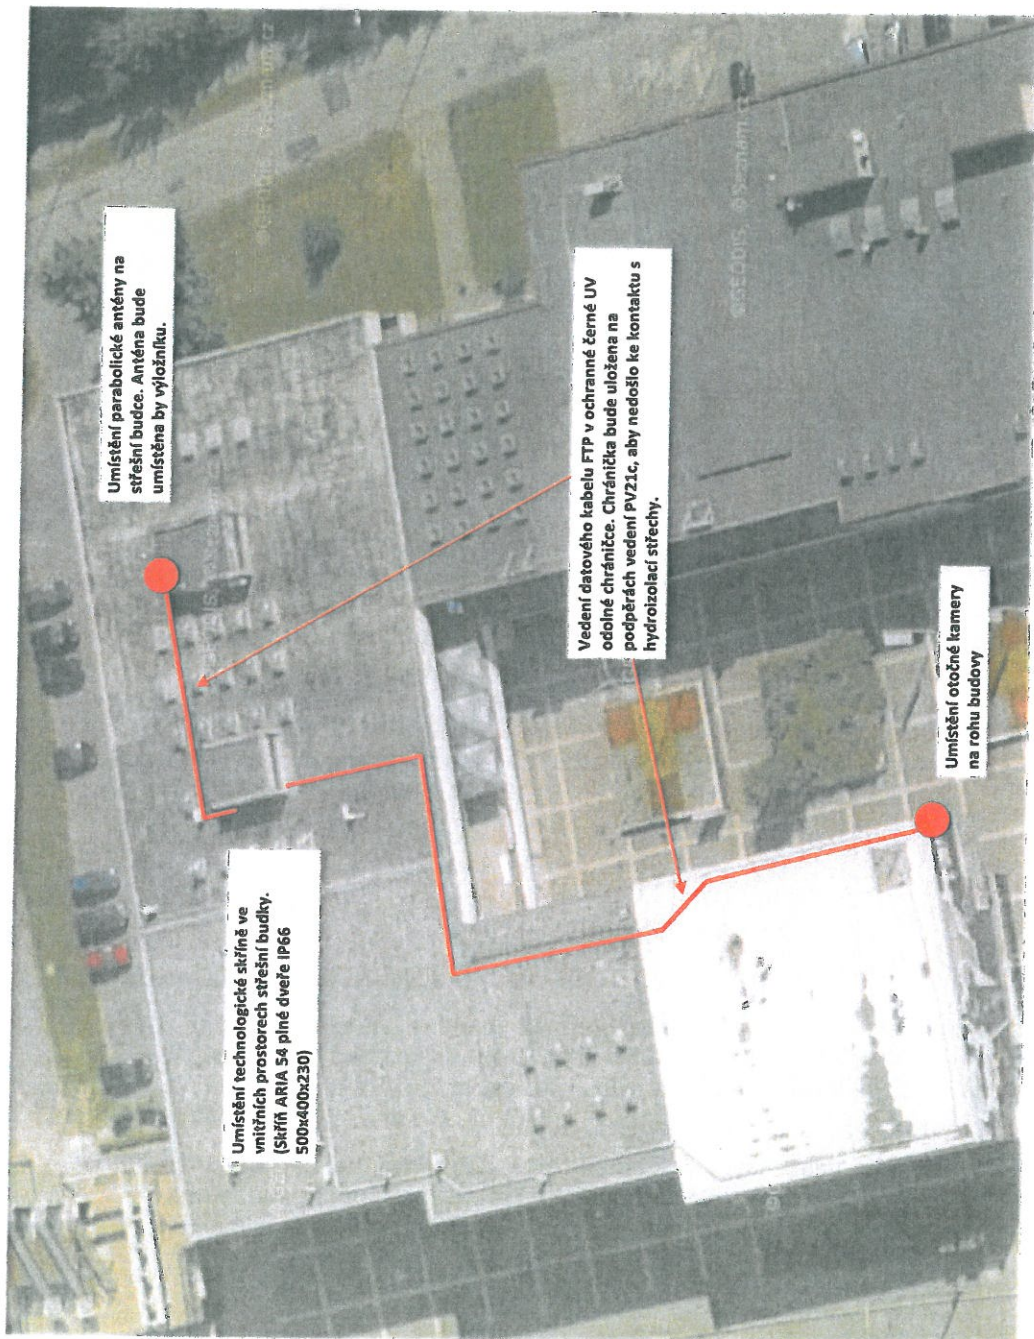 Umístění parabolické antény na
střešní budce. Anténa bude
umístěna by výložníku.
Umístění technologické skříně ve
vnitřních prostorech střešní budky.
(Skříň ARIA 54 plné dveře IP66
500x400x230)
Vedení datového kabelu FTP v ochranné černé UV
odolné chráničce. Chránička bude uložena na
podpěrách vedení PV21c, aby nedošlo ke kontaktu s
hydroizolací střechy.
Umístění otočné kamery
na rohu budovy